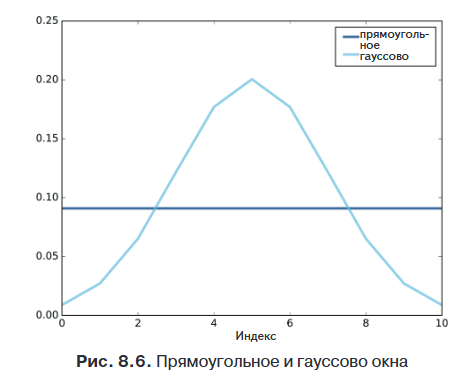 0.25
прямоуголь-
ное
гауссово
0.20
0.15
0.10
0.05
0.00
0 2 4 6 8 10
Индекс
Рис. 8.6. Прямоугольное и гауссово окна